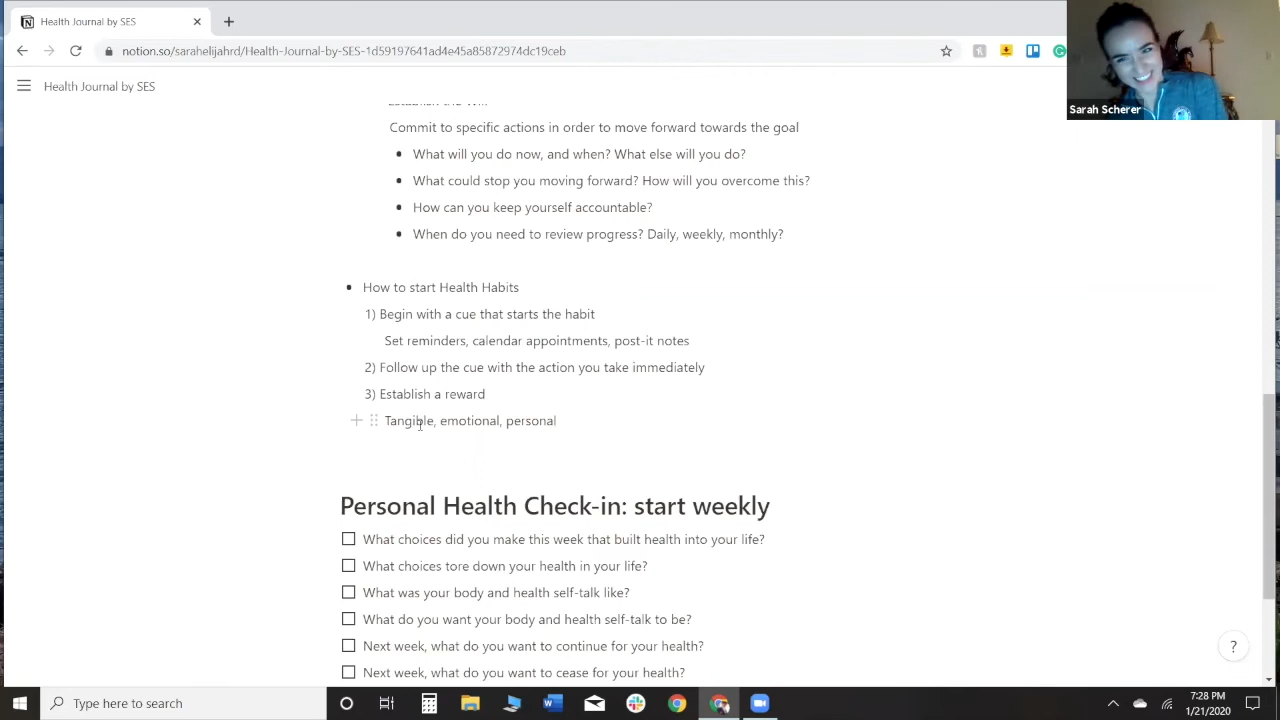 Health Journal by SES
notion.so/sarahelijahrd/Health-Journal-by-SES-1d59197641ad4e45a85872974dc19ceb
Health Journal by SES
Sarah Scherer
Commit to specific actions in order to move forward towards the goal
What will you do now, and when? What else will you do?
What could stop you moving forward? How will you overcome this?
How can you keep yourself accountable?
When do you need to review progress? Daily, weekly, monthly?
How to start Health Habits
1) Begin with a cue that starts the habit
Set reminders, calendar appointments, post-it notes
2) Follow up the cue with the action you take immediately
3) Establish a reward
Tangible, emotional, personal
Personal Health Check-in: start weekly
What choices did you make this week that built health into your life?
What choices tore down your health in your life?
What was your body and health self-talk like?
What do you want your body and health self-talk to be?
Next week, what do you want to continue for your health?
Next week, what do you want to cease for your health?
?
Type here to search
7:28 PM
1/21/2020